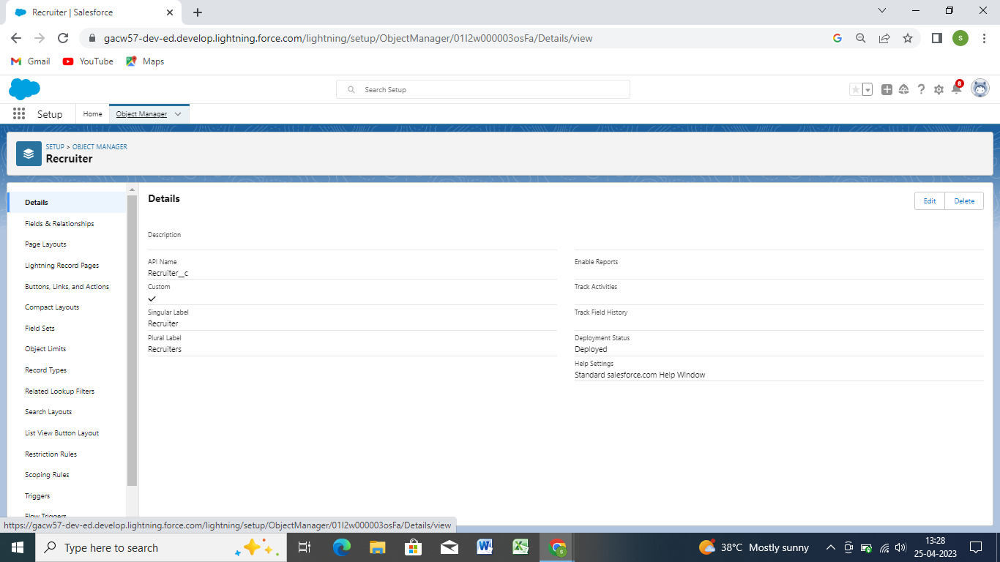 Recruiter | Salesforce
gacw57-dev-ed.develop.lightning.force.com/lightning/setup/ObjectManager/01I2w000003osFa/Details/view
S
Gmail
YouTube
Maps
Search Setup
8
Setup
Home
Object Manager
SETUP > OBJECT MANAGER
Recruiter
Details
Fields & Relationships
Page Layouts
Lightning Record Pages
Buttons, Links, and Actions
Compact Layouts
Field Sets
Object Limits
Record Types
Related Lookup Filters
Search Layouts
List View Button Layout
Restriction Rules
Scoping Rules
Triggers
Flow Triggers
Details
Edit
Delete
Description
API Name
Recruiter__c
Custom
Singular Label
Recruiter
Plural Label
Recruiters
Enable Reports
Track Activities
Track Field History
Deployment Status
Deployed
Help Settings
Standard salesforce.com Help Window
https://gacw57-dev-ed.develop.lightning.force.com/lightning/setup/ObjectManager/01I2w000003osFa/Details/view
Type here to search
38°C Mostly sunny
13:28
25-04-2023